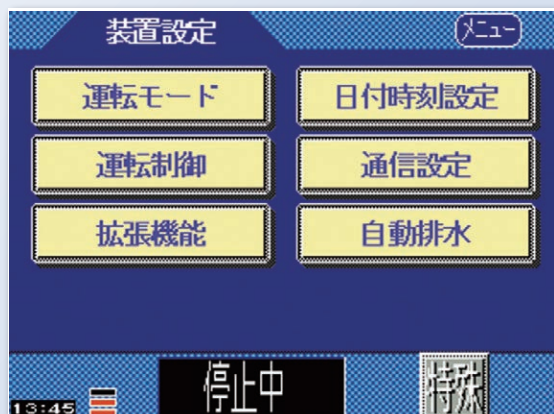 装置設定
メニュー
運転モード
日付時刻設定
運転制御
通信設定
拡張機能
自動排水
停止中
特殊
13:45